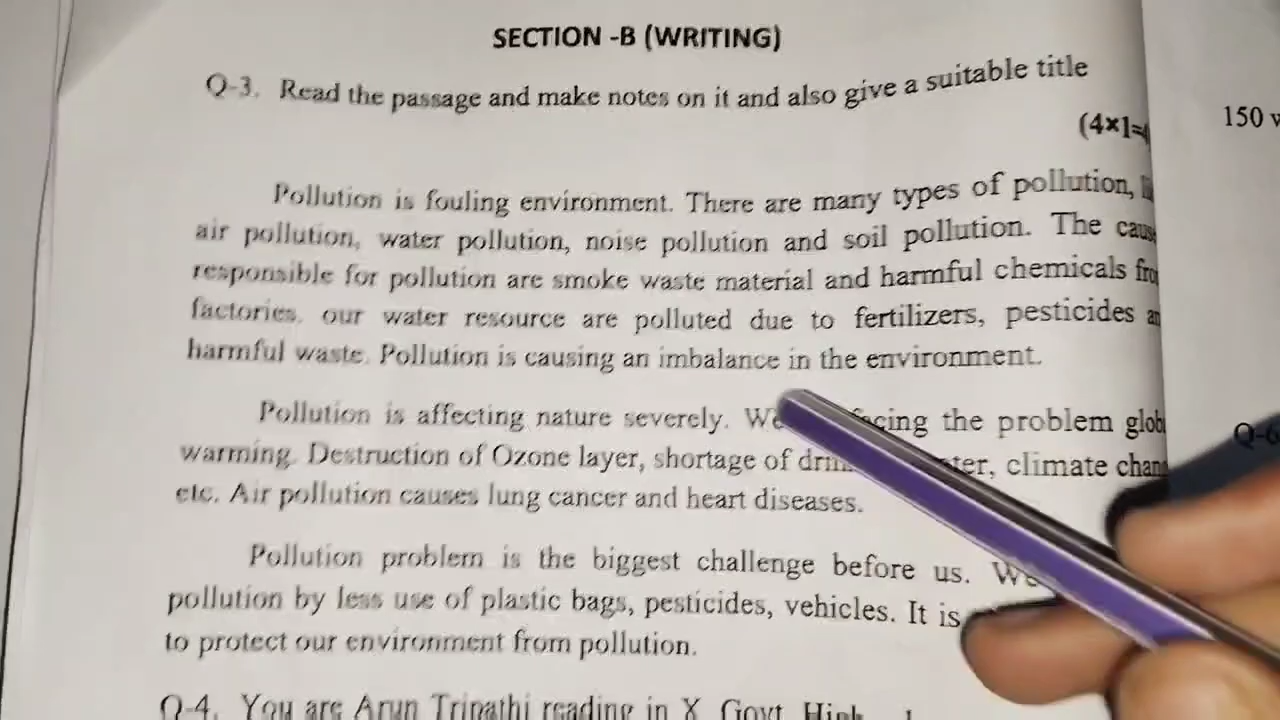 SECTION -B (WRITING)
Q-3. Read the passage and make notes on it and also give a suitable title
(4×1=
150
Pollution is fouling environment. There are many types of pollution,
air pollution, water pollution, noise pollution and soil pollution. The
responsible for pollution are smoke waste material and harmful chemicals
factories. our water resource are polluted due to fertilizers, pesticides
harmful waste. Pollution is causing an imbalance in the environment.
Pollution is affecting nature severely. We facing the problem
warming. Destruction of Ozone layer, shortage of climate
etc. Air pollution causes lung cancer and heart diseases.
Q-6
Pollution problem is the biggest challenge before us. We
pollution by less use of plastic bags, pesticides, vehicles. It is
to protect our environment from pollution.
Q-4. You are Arun Tripathi reading in X Govt. High